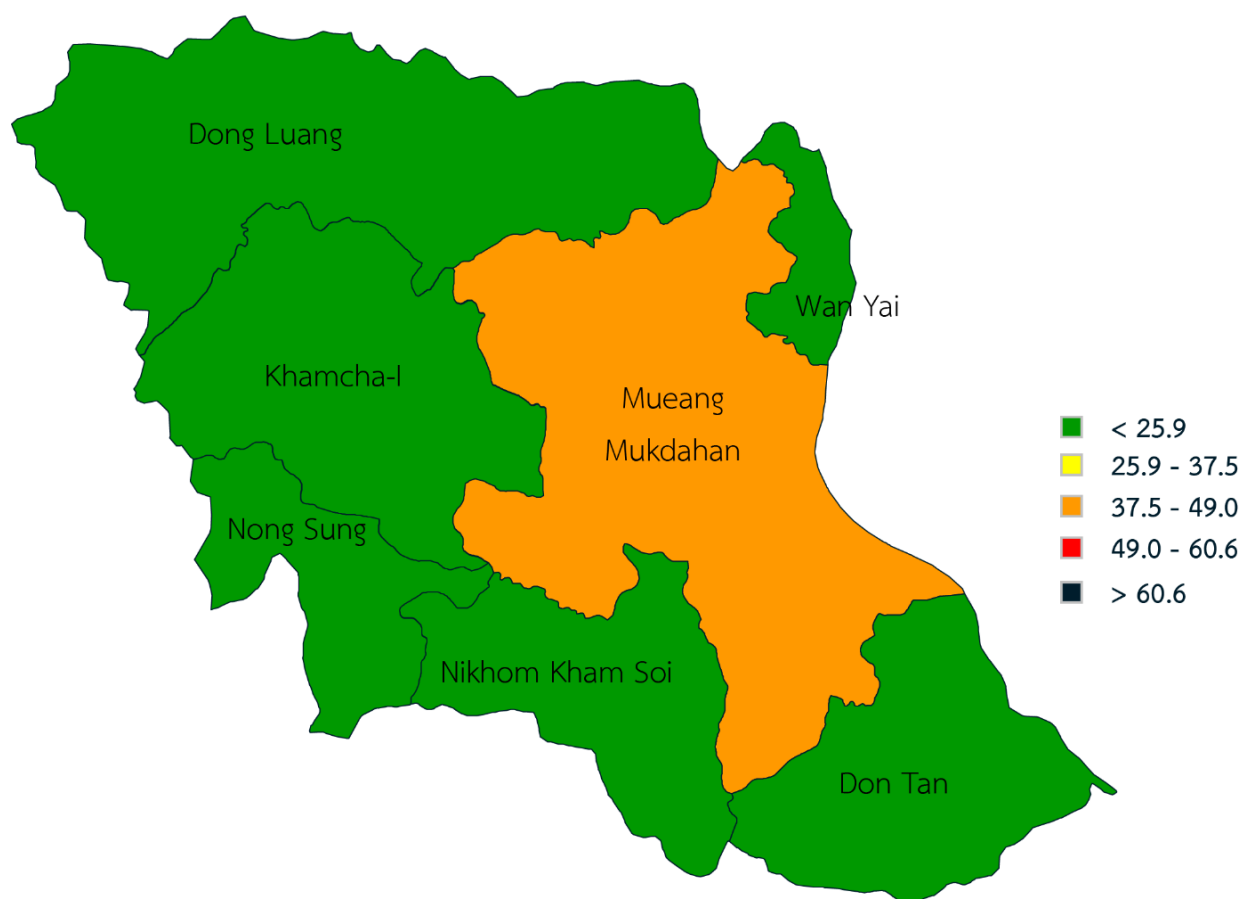 Dong Luang
Wan Yai
Khamcha-I
Mueang
Mukdahan
Nong Sung
Nikhom Kham Soi
Don Tan
< 25.9
25.9 - 37.5
37.5 - 49.0
49.0 - 60.6
> 60.6